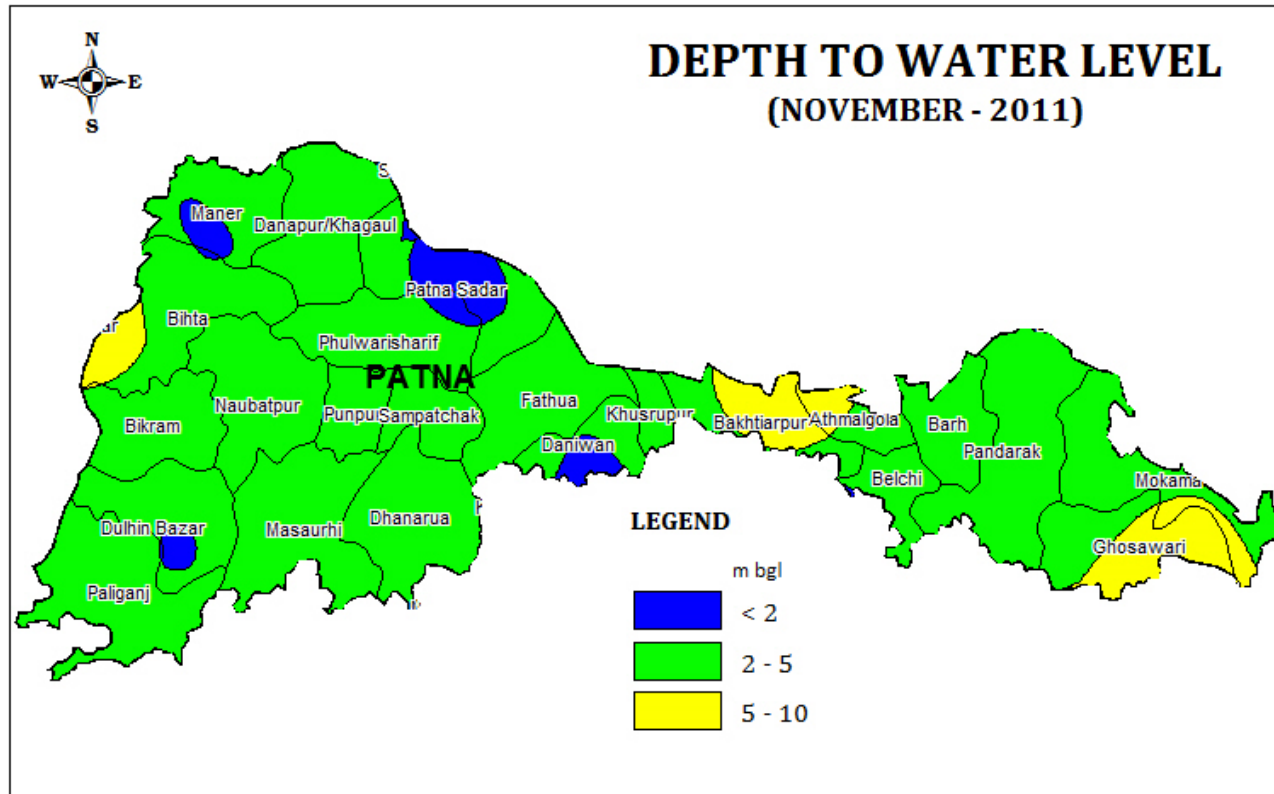 N
W E
S
DEPTH TO WATER LEVEL
(NOVEMBER - 2011)
Maner
Danapur/Khagaul
Patna Sadar
Bihta
Phulwarisharif
PATNA
Naubatpur
Punpun
Sampatchak
Fathua
Khusrupur
Bakhtiarpur
Athmalgola
Barh
Pandarak
Bikram
Daniwan
Belchi
Mokama
Dulhin Bazar
Masaurhi
Dhanarua
Ghosawari
Paliganj
LEGEND
m bgl
< 2
2 - 5
5 - 10